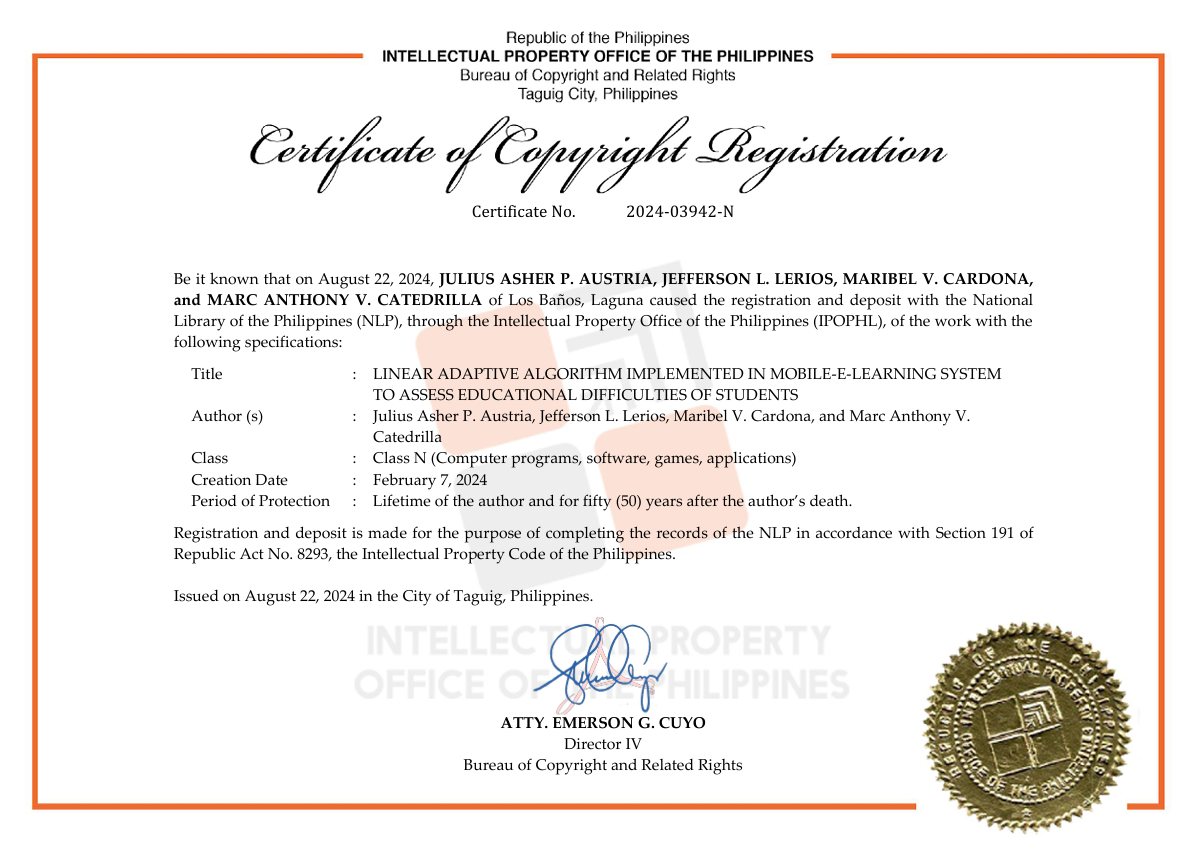 Republic of the Philippines
INTELLECTUAL PROPERTY OFFICE OF THE PHILIPPINES
Bureau of Copyright and Related Rights
Taguig City, Philippines
Certificate of Copyright Registration
Certificate No. 2024-03942-N
Be it known that on August 22, 2024, JULIUS ASHER P. AUSTRIA, JEFFERSON L. LERIOS, MARIBEL V. CARDONA,
and MARC ANTHONY V. CATEDRILLA of Los Baños, Laguna caused the registration and deposit with the National
Library of the Philippines (NLP), through the Intellectual Property Office of the Philippines (IPOPHL), of the work with the
following specifications:
Title : LINEAR ADAPTIVE ALGORITHM IMPLEMENTED IN MOBILE-E-LEARNING SYSTEM
TO ASSESS EDUCATIONAL DIFFICULTIES OF STUDENTS
Author (s) : Julius Asher P. Austria, Jefferson L. Lerios, Maribel V. Cardona, and Marc Anthony V.
Catedrilla
Class : Class N (Computer programs, software, games, applications)
Creation Date : February 7, 2024
Period of Protection : Lifetime of the author and for fifty (50) years after the author’s death.
Registration and deposit is made for the purpose of completing the records of the NLP in accordance with Section 191 of
Republic Act No. 8293, the Intellectual Property Code of the Philippines.
Issued on August 22, 2024 in the City of Taguig, Philippines.
INTELLECTUAL PROPERTY
OFFICE OF THE PHILIPPINES
ATTY. EMERSON G. CUYO
Director IV
Bureau of Copyright and Related Rights
REPUBLIC OF THE PHILIPPINES
INTELLECTUAL PROPERTY OFFICE OF THE PHILIPPINES